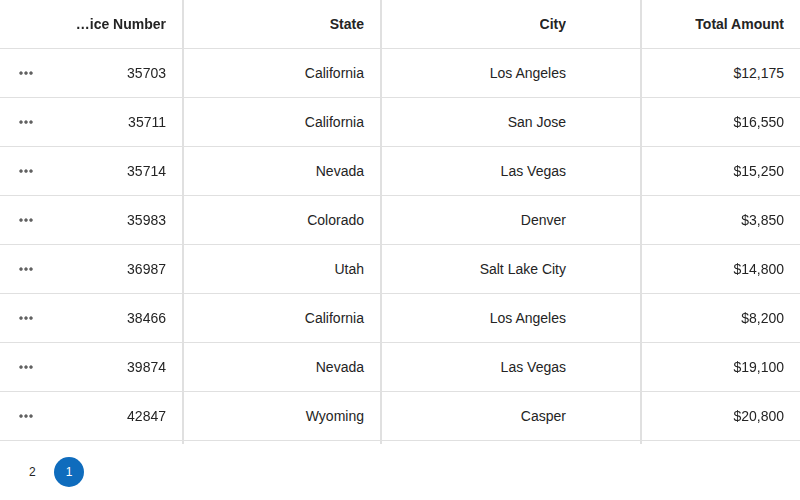 …ice Number State City Total Amount
35703 California Los Angeles $12,175
35711 California San Jose $16,550
35714 Nevada Las Vegas $15,250
35983 Colorado Denver $3,850
36987 Utah Salt Lake City $14,800
38466 California Los Angeles $8,200
39874 Nevada Las Vegas $19,100
42847 Wyoming Casper $20,800
2 1